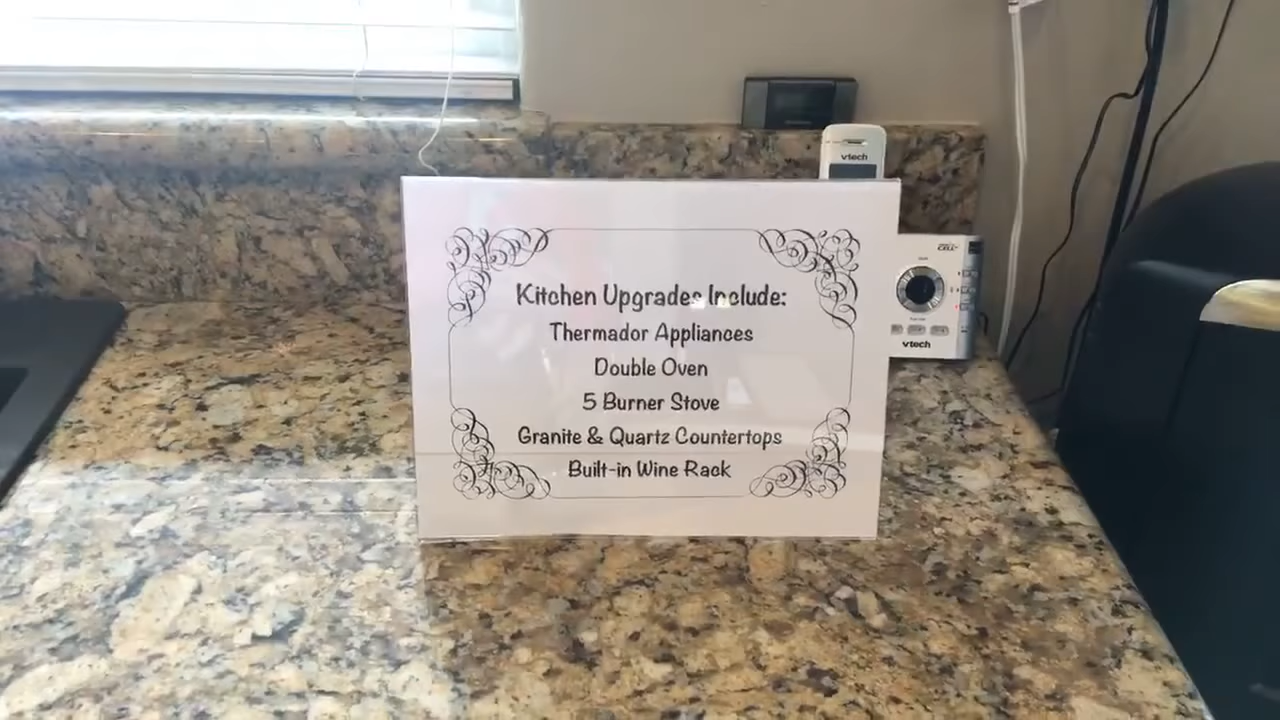 vtech
Kitchen Upgrades Include:
Thermador Appliances
Double Oven
5 Burner Stove
Granite & Quartz Countertops
Built-in Wine Rack
CELL
vtech